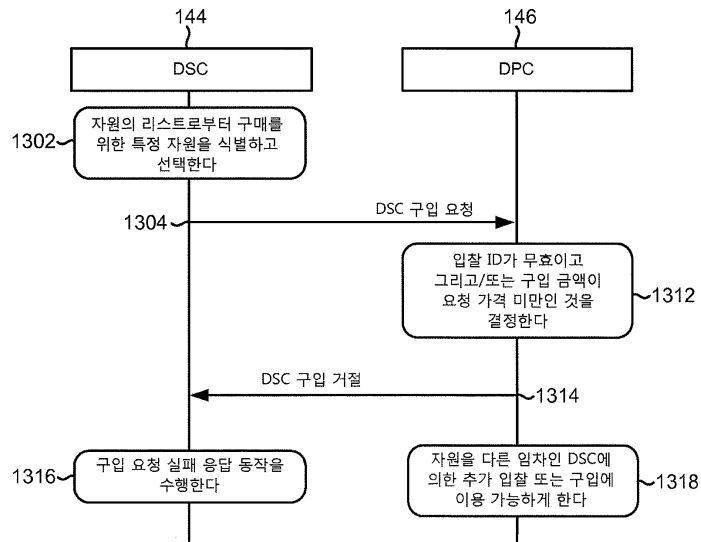 144
146
DSC
DPC
1302
자원의 리스트로부터 구매를
위한 특정 자원을 식별하고
선택한다
1304
DSC 구입 요청
입찰 ID가 무효이고
그리고/또는 구입 금액이
요청 가격 미만인 것을
결정한다
1312
DSC 구입 거절
1314
1316
구입 요청 실패 응답 동작을
수행한다
자원을 다른 임차인 DSC에
의한 추가 입찰 또는 구입에
이용 가능하게 한다
1318